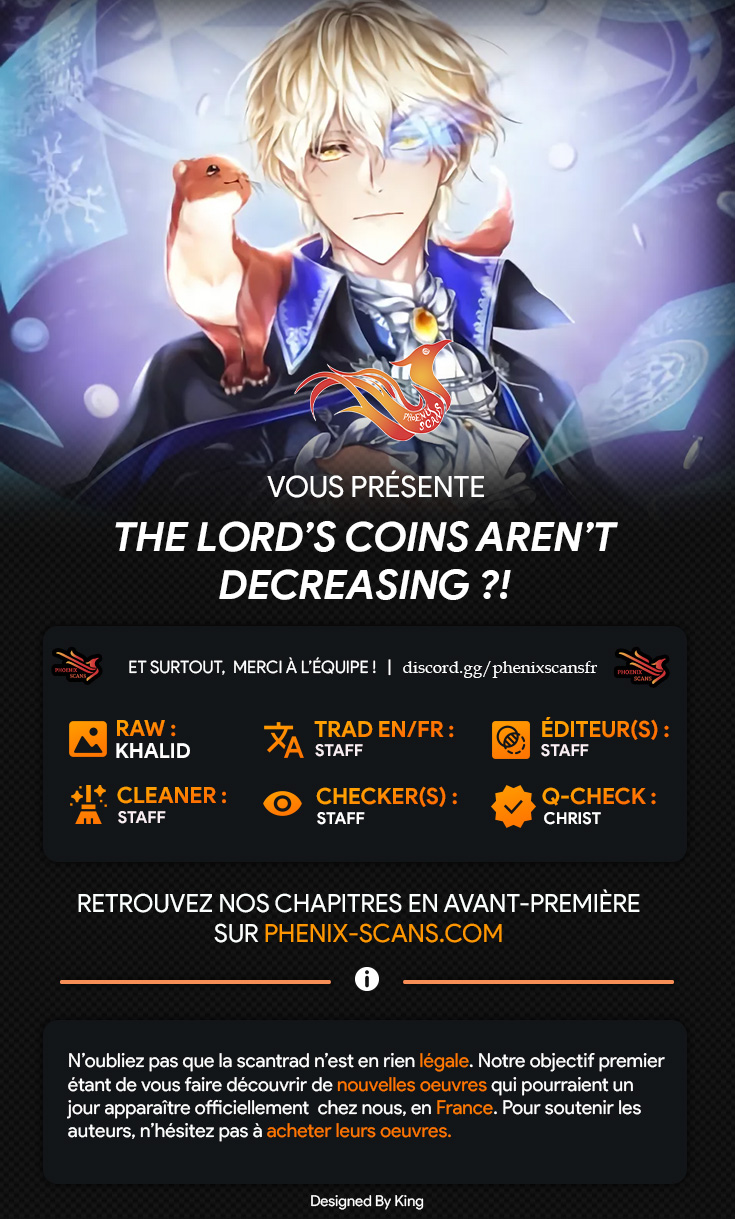 PHOENIX
SCANS
VOUS PRÉSENTE
THE LORD'S COINS AREN'T
DECREASING ?!
PHOENIX
SCANS
ET SURTOUT, MERCI À L'ÉQUIPE ! | discord.gg/phenixscansfr
PHOENIX
SCANS
RAW :
KHALID
TRAD EN/FR :
STAFF
ÉDITEUR(S) :
STAFF
CLEANER :
STAFF
CHECKER(S) :
STAFF
Q-CHECK :
CHRIST
RETROUVEZ NOS CHAPITRES EN AVANT-PREMIÈRE
SUR PHENIX-SCANS.COM
N'oubliez pas que la scantrad n'est en rien légale. Notre objectif premier
étant de vous faire découvrir de nouvelles oeuvres qui pourraient un
jour apparaître officiellement chez nous, en France. Pour soutenir les
auteurs, n'hésitez pas à acheter leurs oeuvres.
Designed By King